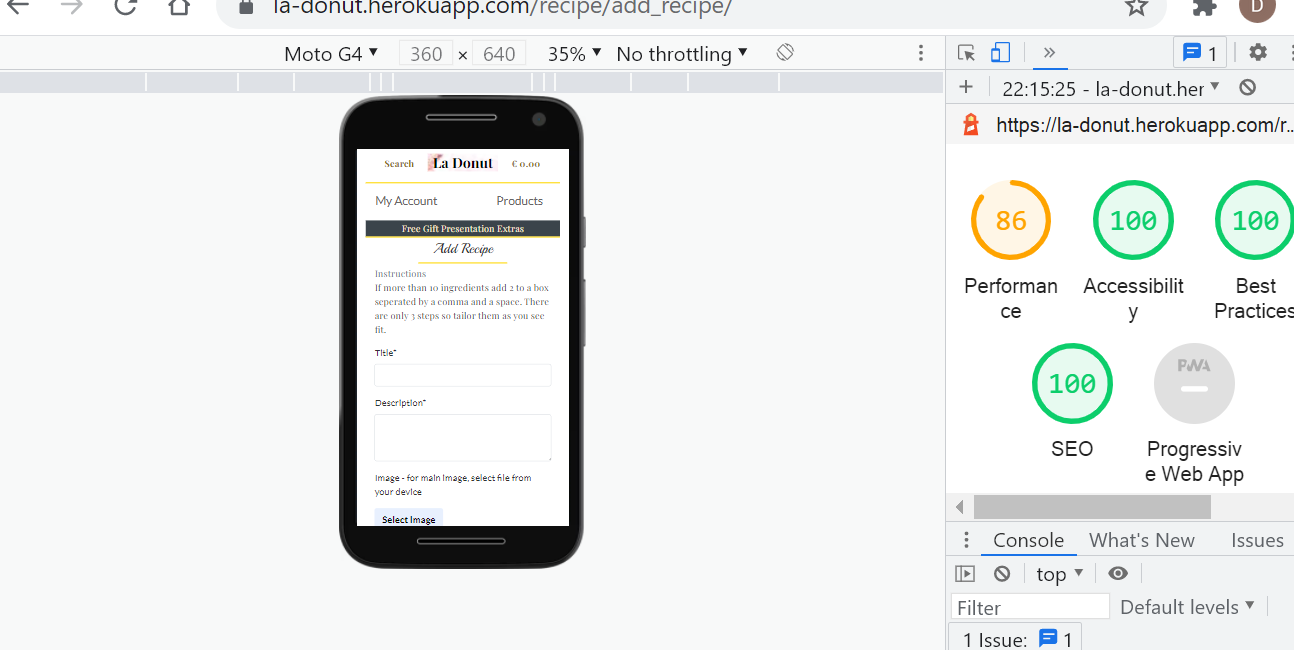 la-donut.herokuapp.com/recipe/add_recipe/
D
Moto G4 ▼ 360 × 640 35% ▼ No throttling ▼
» 1
+ 22:15:25 - la-donut.her ▼
https://la-donut.herokuapp.com/r...
Search La Donut € 0.00
My Account Products
Free Gift Presentation Extras
Add Recipe
Instructions
If more than 10 ingredients add 2 to a box
seperated by a comma and a space. There
are only 3 steps so tailor them as you see
fit.
Title*
Description*
Image - for main image, select file from
your device
Select Image
86 100 100
Performan
ce
Accessibilit
y
Best
Practices
100
SEO
PWA
Progressiv
e Web App
Console What's New Issues
top ▼
Filter Default levels ▼
1 Issue: 1